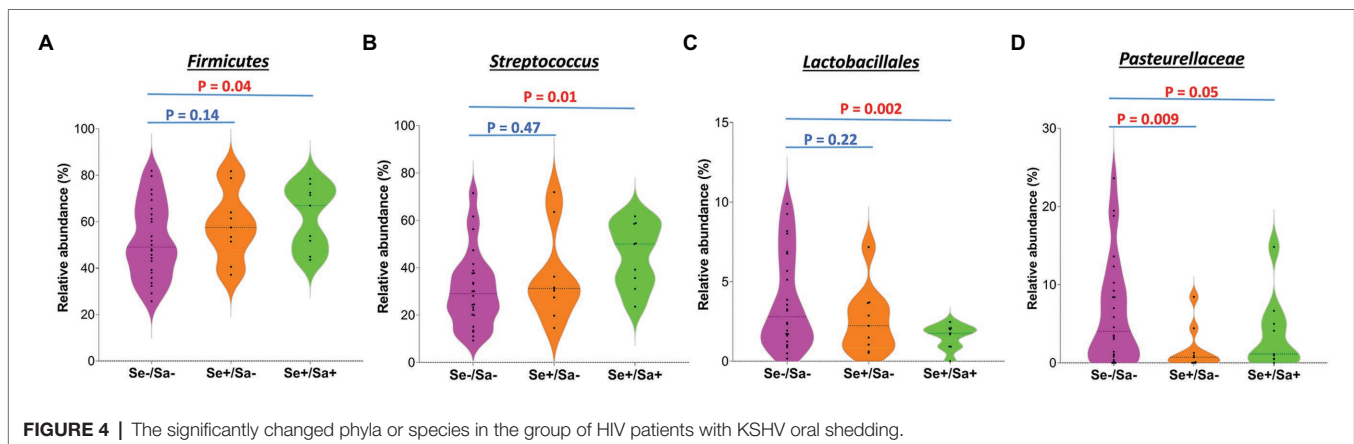 A
Firmicutes
P = 0.04
P = 0.14
Relative abundance (%)
100
80
60
40
20
0
Se-/Sa-
Se+/Sa-
Se+/Sa+
B
Streptococcus
P = 0.01
P = 0.47
Relative abundance (%)
100
80
60
40
20
0
Se-/Sa-
Se+/Sa-
Se+/Sa+
C
Lactobacillales
P = 0.002
P = 0.22
Relative abundance (%)
15
10
5
0
Se-/Sa-
Se+/Sa-
Se+/Sa+
D
Pasteurellaceae
P = 0.05
P = 0.009
Relative abundance (%)
30
20
10
0
Se-/Sa-
Se+/Sa-
Se+/Sa+
FIGURE 4 | The significantly changed phyla or species in the group of HIV patients with KSHV oral shedding.